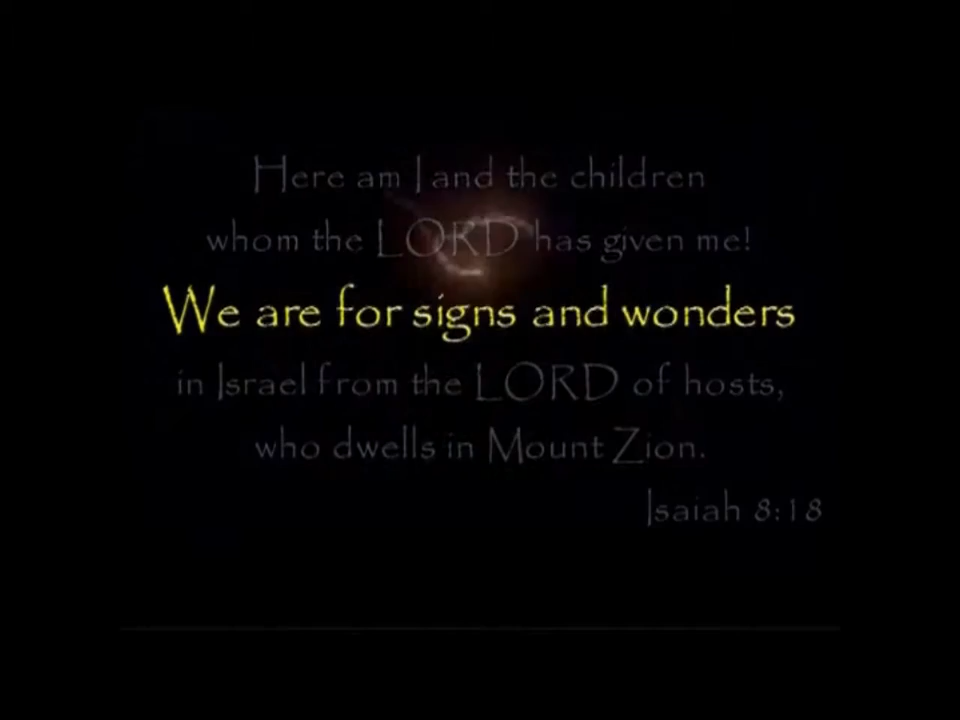 Here am I and the children
whom the LORD has given me!
We are for signs and wonders
in Israel from the LORD of hosts,
who dwells in Mount Zion.
Isaiah 8:18